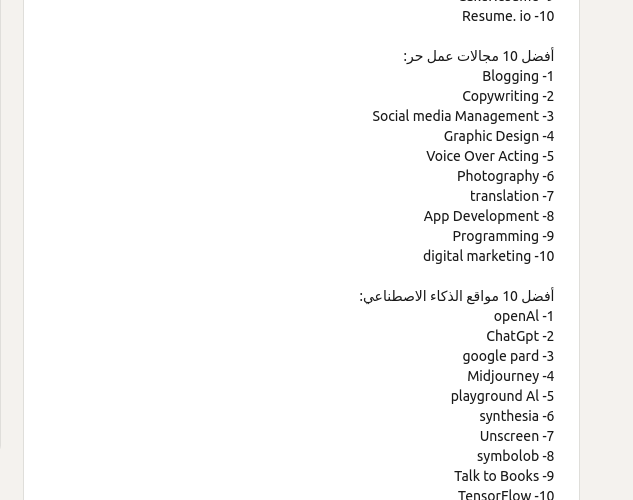 Resume. io -10
أفضل 10 مجالات عمل حر:
Blogging -1
Copywriting -2
Social media Management -3
Graphic Design -4
Voice Over Acting -5
Photography -6
translation -7
App Development -8
Programming -9
digital marketing -10
أفضل 10 مواقع الذكاء الاصطناعي:
openAl -1
ChatGpt -2
google pard -3
Midjourney -4
playground Al -5
synthesia -6
Unscreen -7
symbolob -8
Talk to Books -9
TensorFlow -10